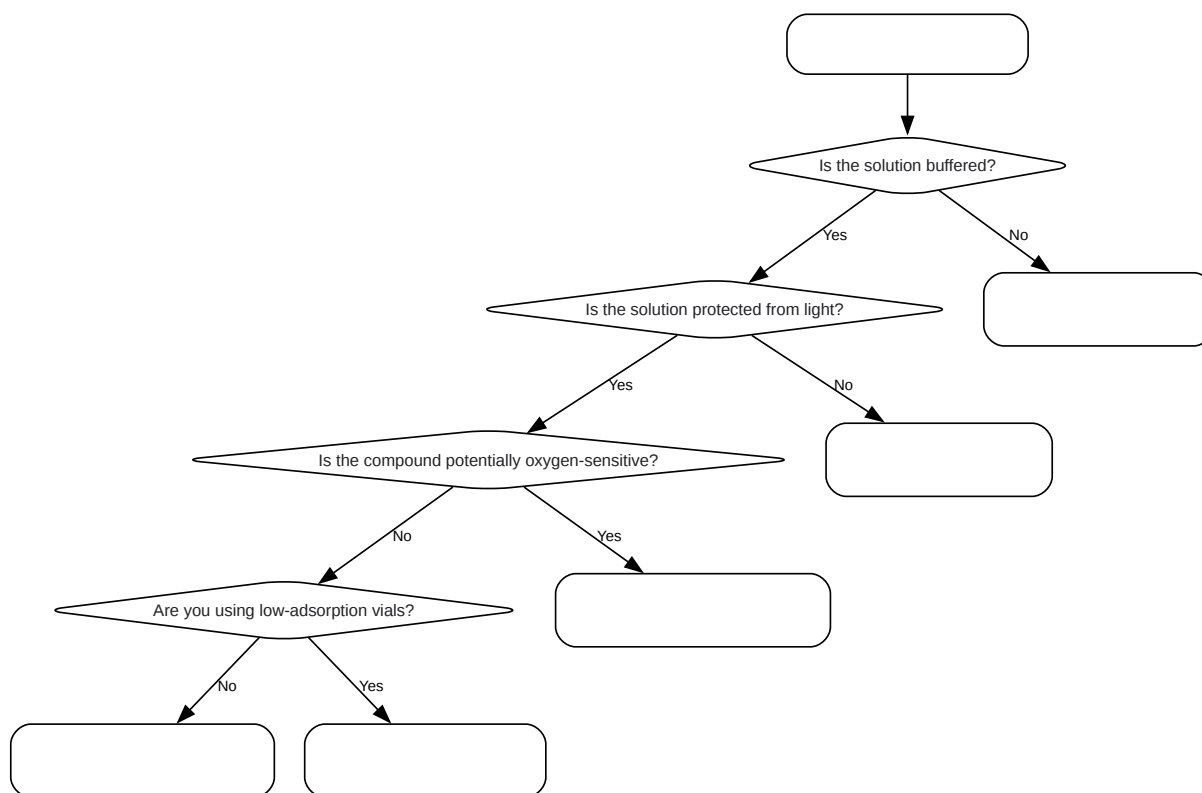 Is the solution buffered?
Yes
No
Is the solution protected from light?
Yes
No
Is the compound potentially oxygen-sensitive?
No
Yes
Are you using low-adsorption vials?
No
Yes